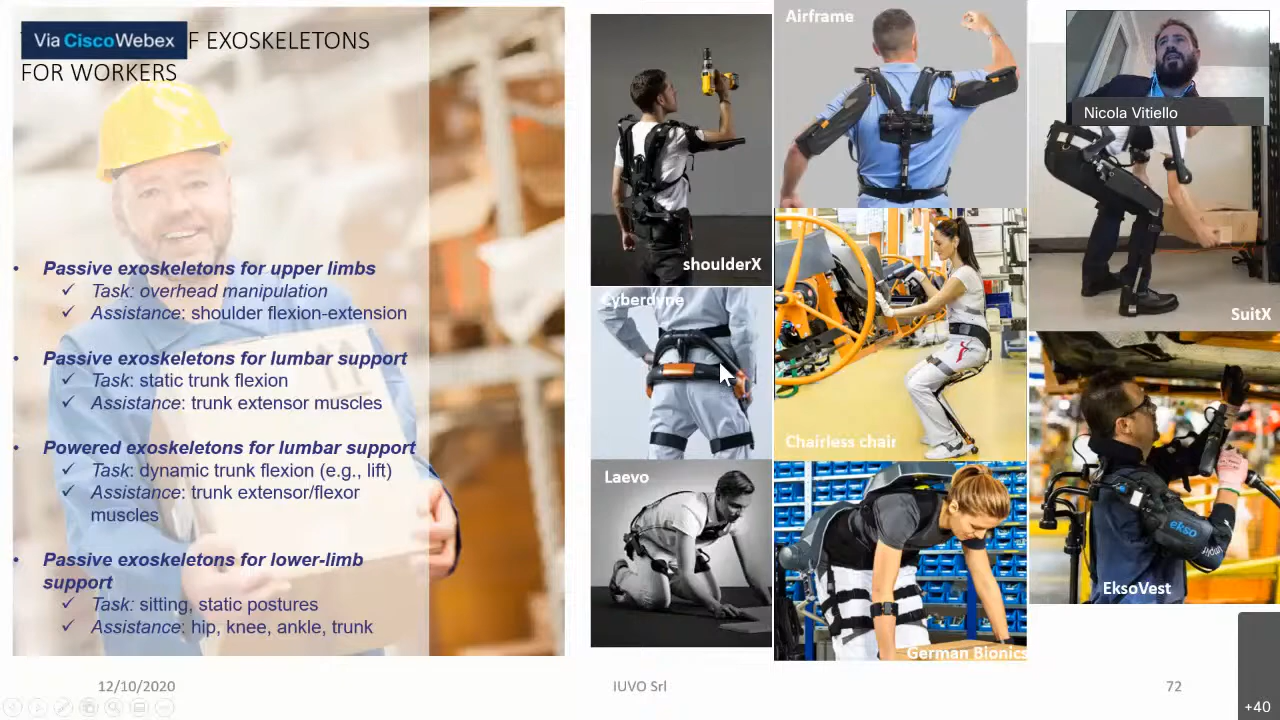 Via CiscoWebex
F EXOSKELETONS
FOR WORKERS
• Passive exoskeletons for upper limbs
✓ Task: overhead manipulation
✓ Assistance: shoulder flexion-extension
• Passive exoskeletons for lumbar support
✓ Task: static trunk flexion
✓ Assistance: trunk extensor muscles
• Powered exoskeletons for lumbar support
✓ Task: dynamic trunk flexion (e.g., lift)
✓ Assistance: trunk extensor/flexor
muscles
• Passive exoskeletons for lower-limb
support
✓ Task: sitting, static postures
✓ Assistance: hip, knee, ankle, trunk
shoulderX
Airframe
Nicola Vitiello
SuitX
Cyberdyne
Chairless chair
Laevo
German Bionics
ekso
EksoVest
12/10/2020
IUVO Srl
72
+40